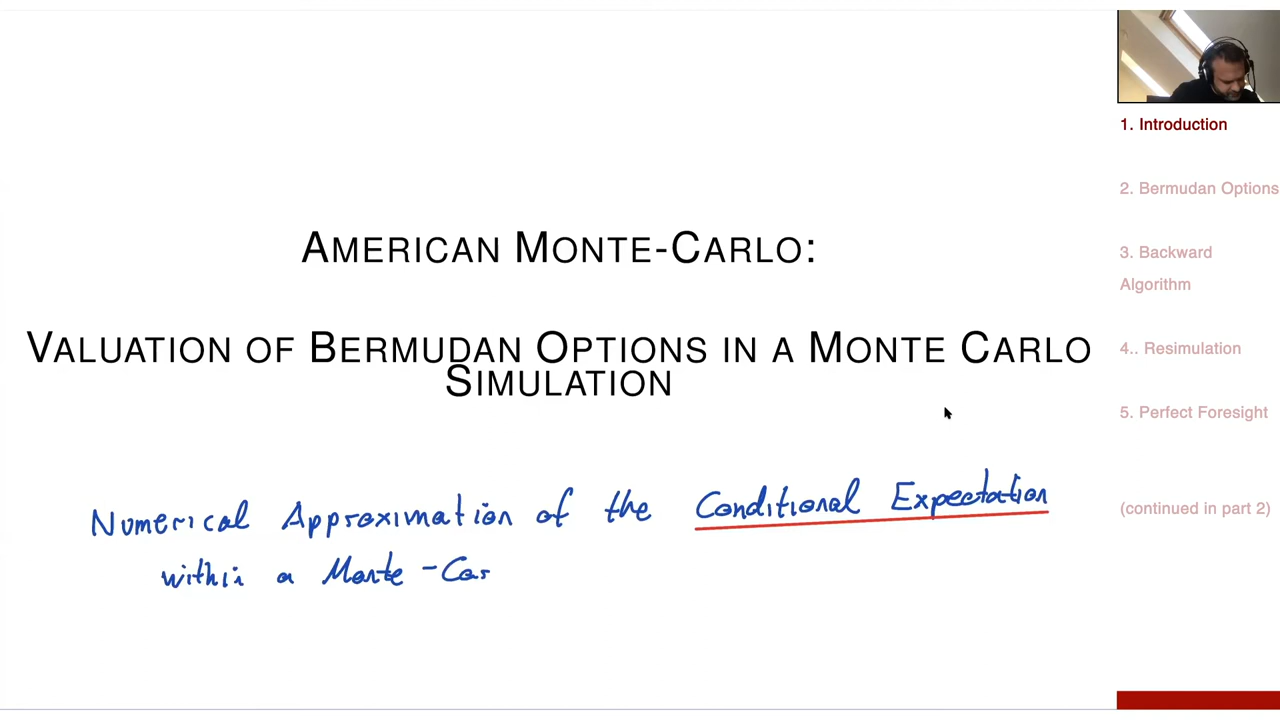 AMERICAN MONTE-CARLO:
VALUATION OF BERMUDAN OPTIONS IN A MONTE CARLO
SIMULATION
Numerical Approximation of the Conditional Expectation
within a Monte-Car
1. Introduction
2. Bermudan Options
3. Backward
Algorithm
4.. Resimulation
5. Perfect Foresight
(continued in part 2)